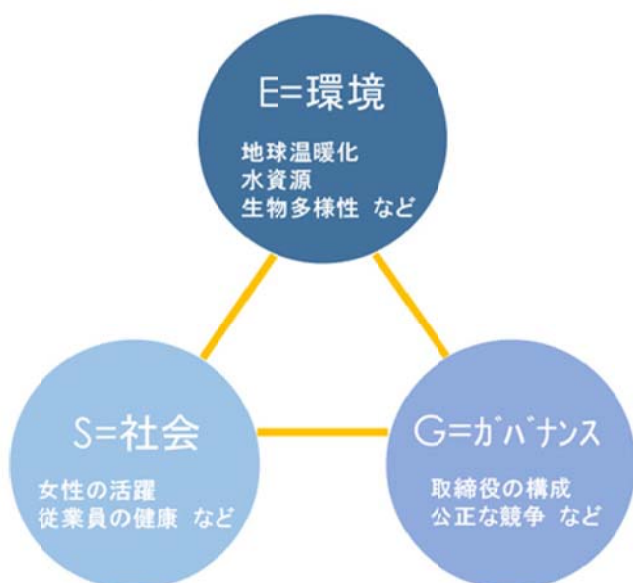 E=環境
地球温暖化
水資源
生物多様性 など
S=社会
女性の活躍
従業員の健康 など
G=ガバナンス
取締役の構成
公正な競争 など